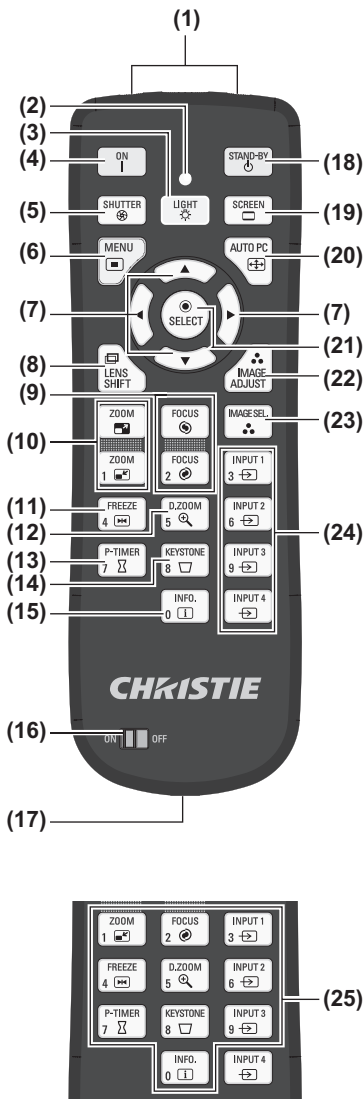 (1)
(2)
(3)
(4)
(5)
(6)
(7)
(8)
(9)
(10)
(11)
(12)
(13)
(14)
(15)
(16)
(17)
(18)
(19)
(20)
(7)
(21)
(22)
(23)
(24)
ON
STAND-BY
SHUTTER
LIGHT
SCREEN
MENU
AUTO PC
SELECT
LENS
SHIFT
IMAGE
ADJUST
ZOOM
FOCUS
IMAGE SEL.
ZOOM
1
FOCUS
2
INPUT 1
3
FREEZE
4
D.ZOOM
5
INPUT 2
6
P-TIMER
7
KEYSTONE
8
INPUT 3
9
INFO.
0 i
INPUT 4
CHRISTIE
ON OFF
ZOOM
1
FOCUS
2
INPUT 1
3
FREEZE
4
D.ZOOM
5
INPUT 2
6
(25)
P-TIMER
7
KEYSTONE
8
INPUT 3
9
INFO.
0 i
INPUT 4